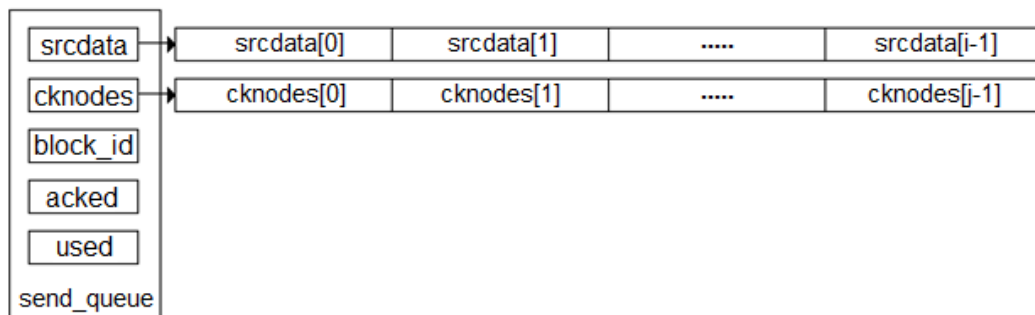 srcdata srcdata[0] srcdata[1] ..... srcdata[i-1]
cknodes cknodes[0] cknodes[1] ..... cknodes[j-1]
block_id
acked
used
send_queue